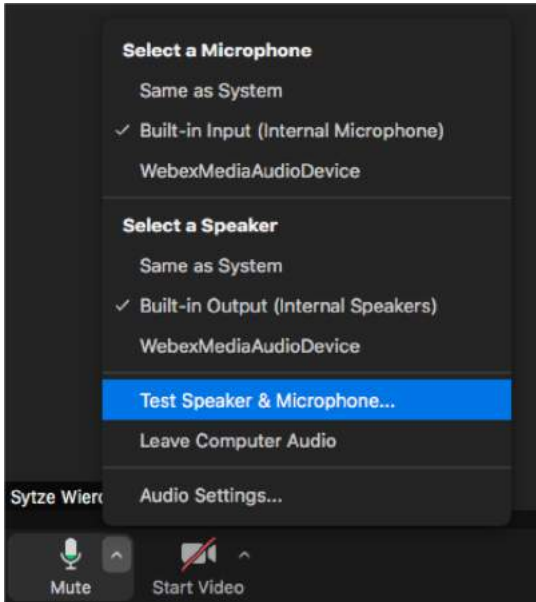 Select a Microphone
Same as System
Built-in Input (Internal Microphone)
WebexMediaAudioDevice
Select a Speaker
Same as System
Built-in Output (Internal Speakers)
WebexMediaAudioDevice
Test Speaker & Microphone...
Leave Computer Audio
Audio Settings...
Sytze
Mute Start Video